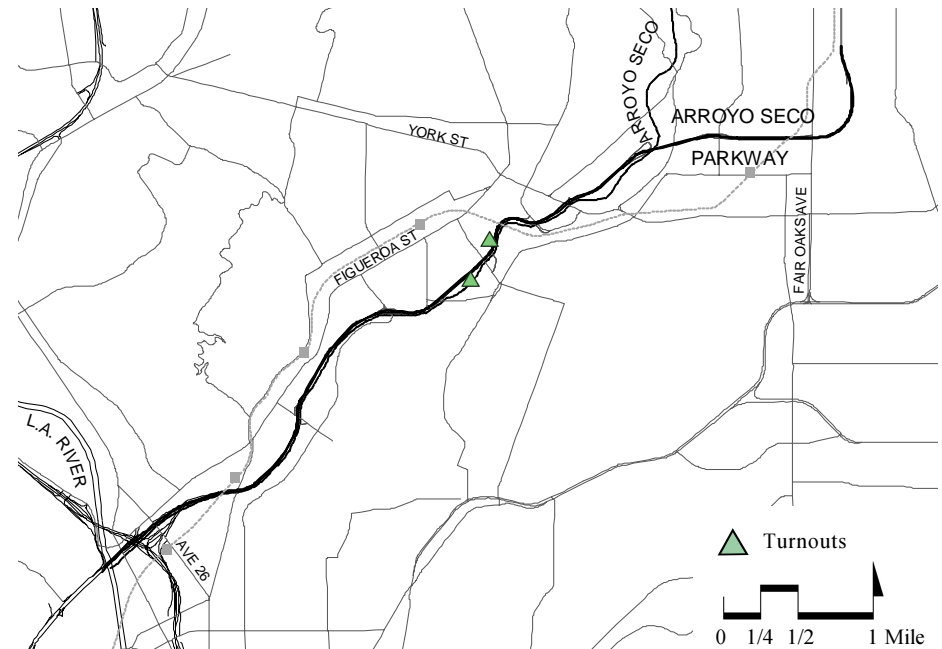 ARROYO SECO
ARROYO SECO
PARKWAY
YORK ST
FAIR OAKS AVE
FIGUEROA ST
L.A. RIVER
AVE 26
Turnouts
0 1/4 1/2 1 Mile